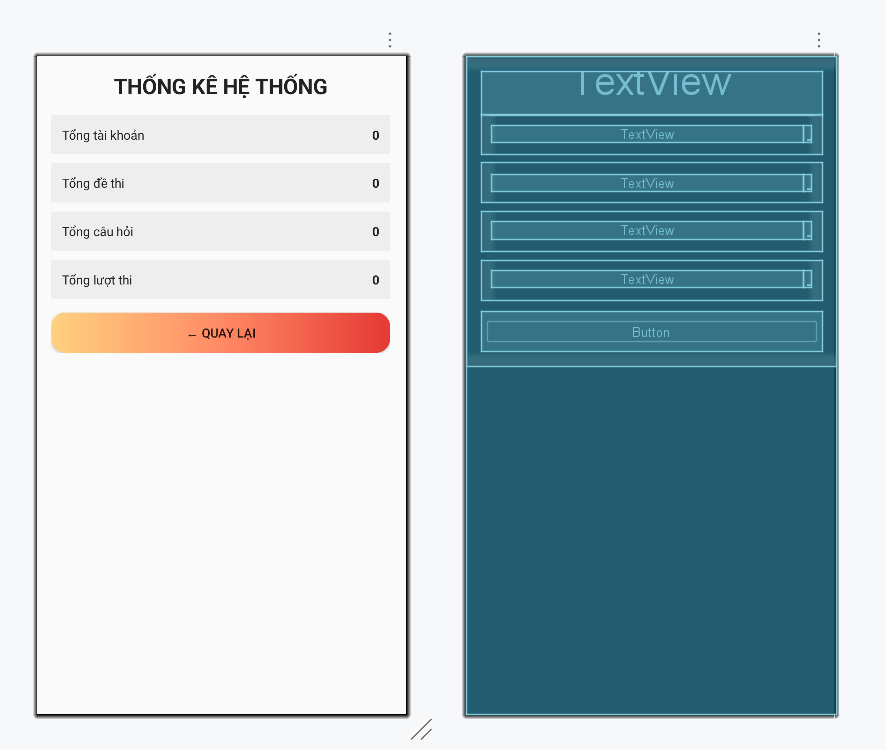 THỐNG KÊ HỆ THỐNG
Tổng tài khoản 0
Tổng đề thi 0
Tổng câu hỏi 0
Tổng lượt thi 0
← QUAY LẠI
TextView
TextView
TextView
TextView
TextView
Button